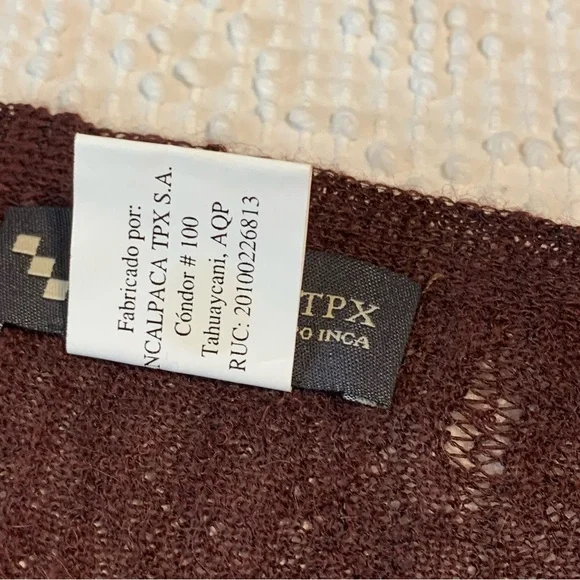 Fabricado por:
NCALPACA TPX S.A.
Cóndor # 100
Tahuaycani, AQP
RUC: 20100226813
TPX
O INCA